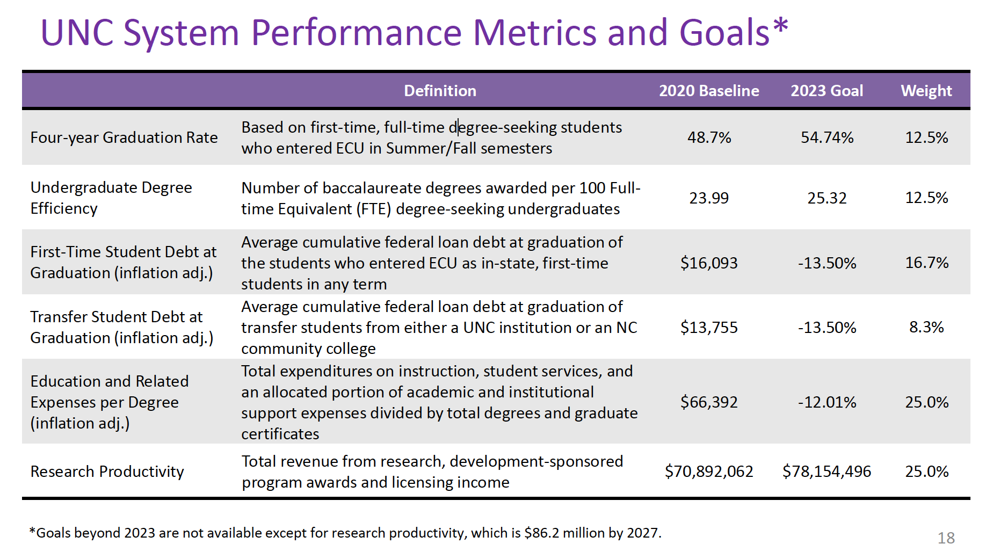 UNC System Performance Metrics and Goals*
Definition 2020 Baseline 2023 Goal Weight
Four-year Graduation Rate
Based on first-time, full-time degree-seeking students
who entered ECU in Summer/Fall semesters
48.7% 54.74% 12.5%
Undergraduate Degree
Efficiency
Number of baccalaureate degrees awarded per 100 Full-
time Equivalent (FTE) degree-seeking undergraduates
23.99 25.32 12.5%
First-Time Student Debt at
Graduation (inflation adj.)
Average cumulative federal loan debt at graduation of
the students who entered ECU as in-state, first-time
students in any term
$16,093 -13.50% 16.7%
Transfer Student Debt at
Graduation (inflation adj.)
Average cumulative federal loan debt at graduation of
transfer students from either a UNC institution or an NC
community college
$13,755 -13.50% 8.3%
Education and Related
Expenses per Degree
(inflation adj.)
Total expenditures on instruction, student services, and
an allocated portion of academic and institutional
support expenses divided by total degrees and graduate
certificates
$66,392 -12.01% 25.0%
Research Productivity
Total revenue from research, development-sponsored
program awards and licensing income
$70,892,062 $78,154,496 25.0%
*Goals beyond 2023 are not available except for research productivity, which is $86.2 million by 2027.
18